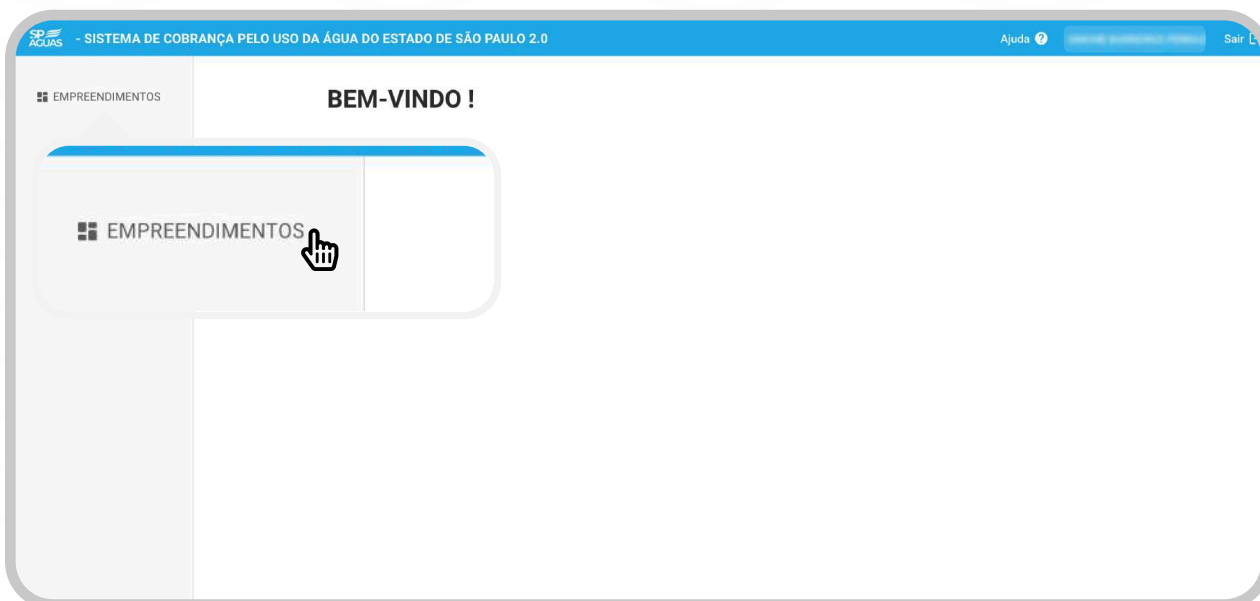 SP ÁGUAS - SISTEMA DE COBRANÇA PELO USO DA ÁGUA DO ESTADO DE SÃO PAULO 2.0 Ajuda ? Sair
EMPREENDIMENTOS
BEM-VINDO !
EMPREENDIMENTOS